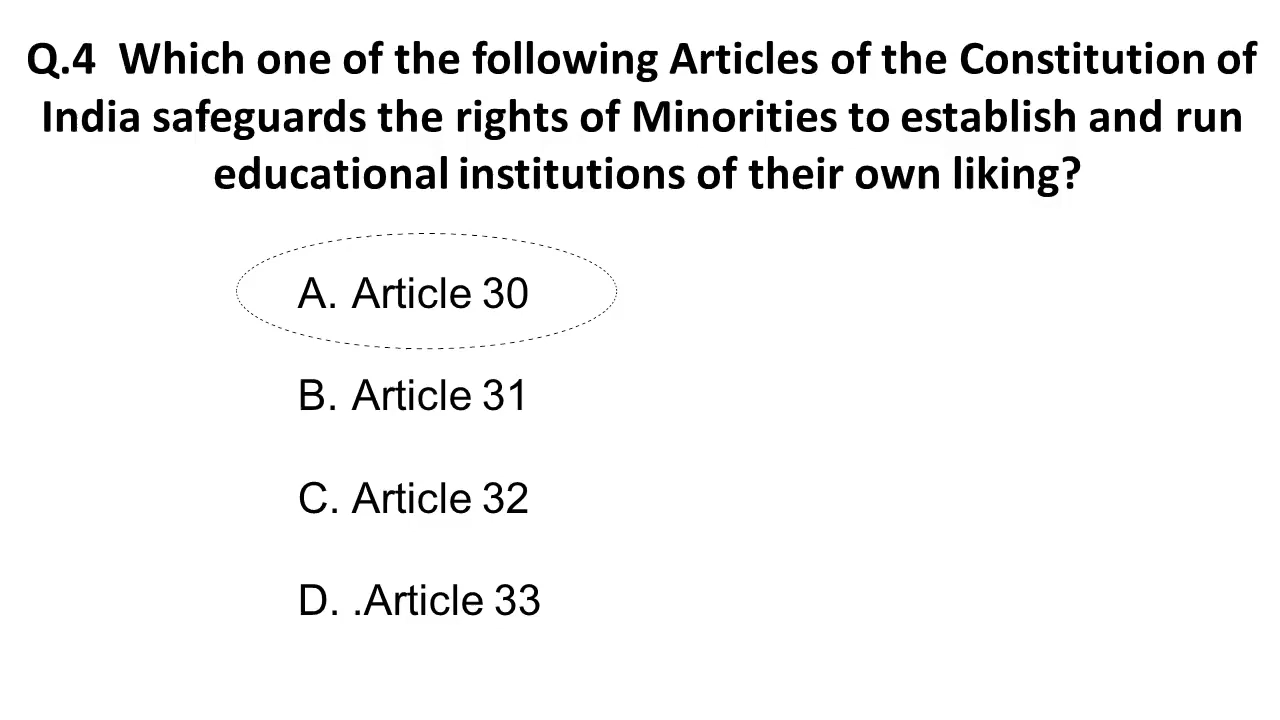 Q.4 Which one of the following Articles of the Constitution of
India safeguards the rights of Minorities to establish and run
educational institutions of their own liking?
A. Article 30
B. Article 31
C. Article 32
D. .Article 33